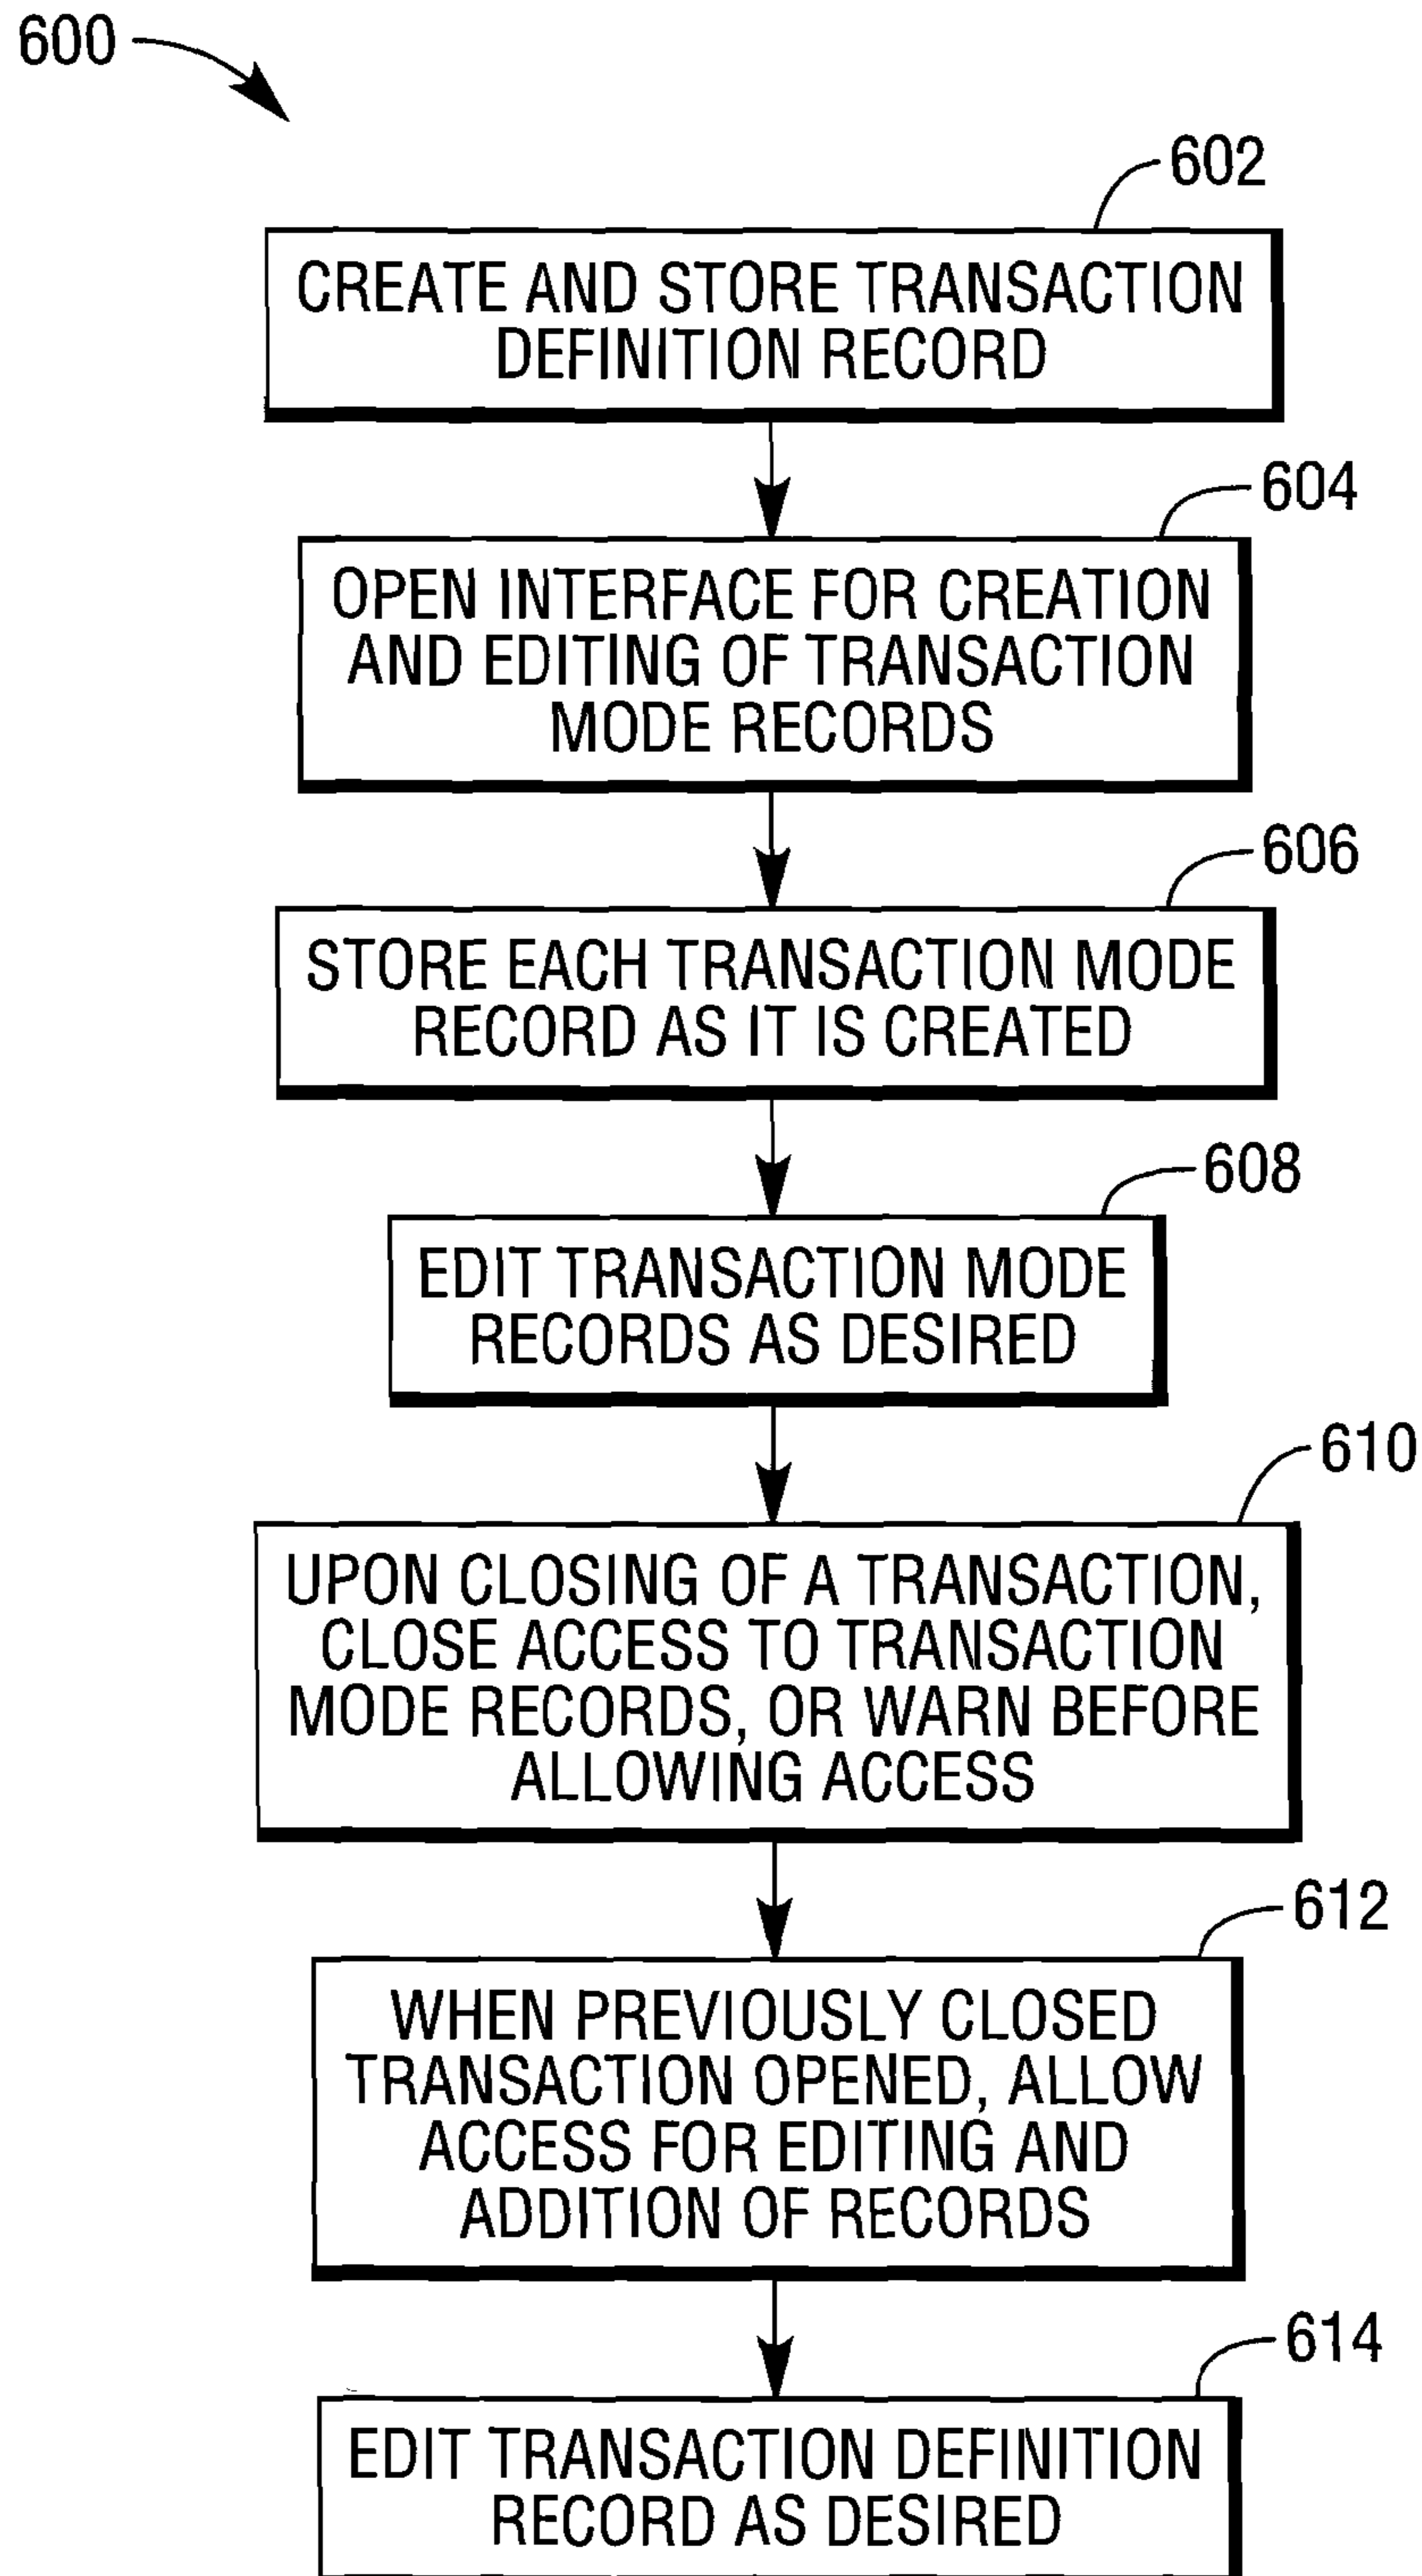 600
602
CREATE AND STORE TRANSACTION
DEFINITION RECORD
604
OPEN INTERFACE FOR CREATION
AND EDITING OF TRANSACTION
MODE RECORDS
606
STORE EACH TRANSACTION MODE
RECORD AS IT IS CREATED
608
EDIT TRANSACTION MODE
RECORDS AS DESIRED
610
UPON CLOSING OF A TRANSACTION,
CLOSE ACCESS TO TRANSACTION
MODE RECORDS, OR WARN BEFORE
ALLOWING ACCESS
612
WHEN PREVIOUSLY CLOSED
TRANSACTION OPENED, ALLOW
ACCESS FOR EDITING AND
ADDITION OF RECORDS
614
EDIT TRANSACTION DEFINITION
RECORD AS DESIRED